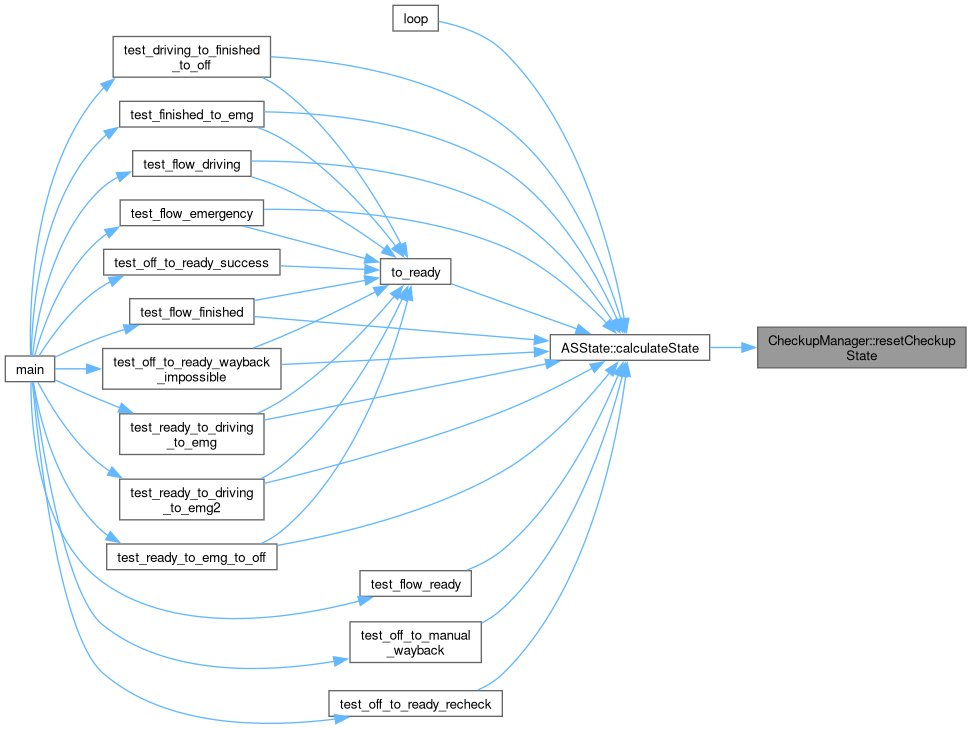 loop
test_driving_to_finished
_to_off
test_finished_to_emg
test_flow_driving
test_flow_emergency
test_off_to_ready_success
to_ready
test_flow_finished
ASState::calculateState
CheckupManager::resetCheckup
State
main
test_off_to_ready_wayback
_impossible
test_ready_to_driving
_to_emg
test_ready_to_driving
_to_emg2
test_ready_to_emg_to_off
test_flow_ready
test_off_to_manual
_wayback
test_off_to_ready_recheck